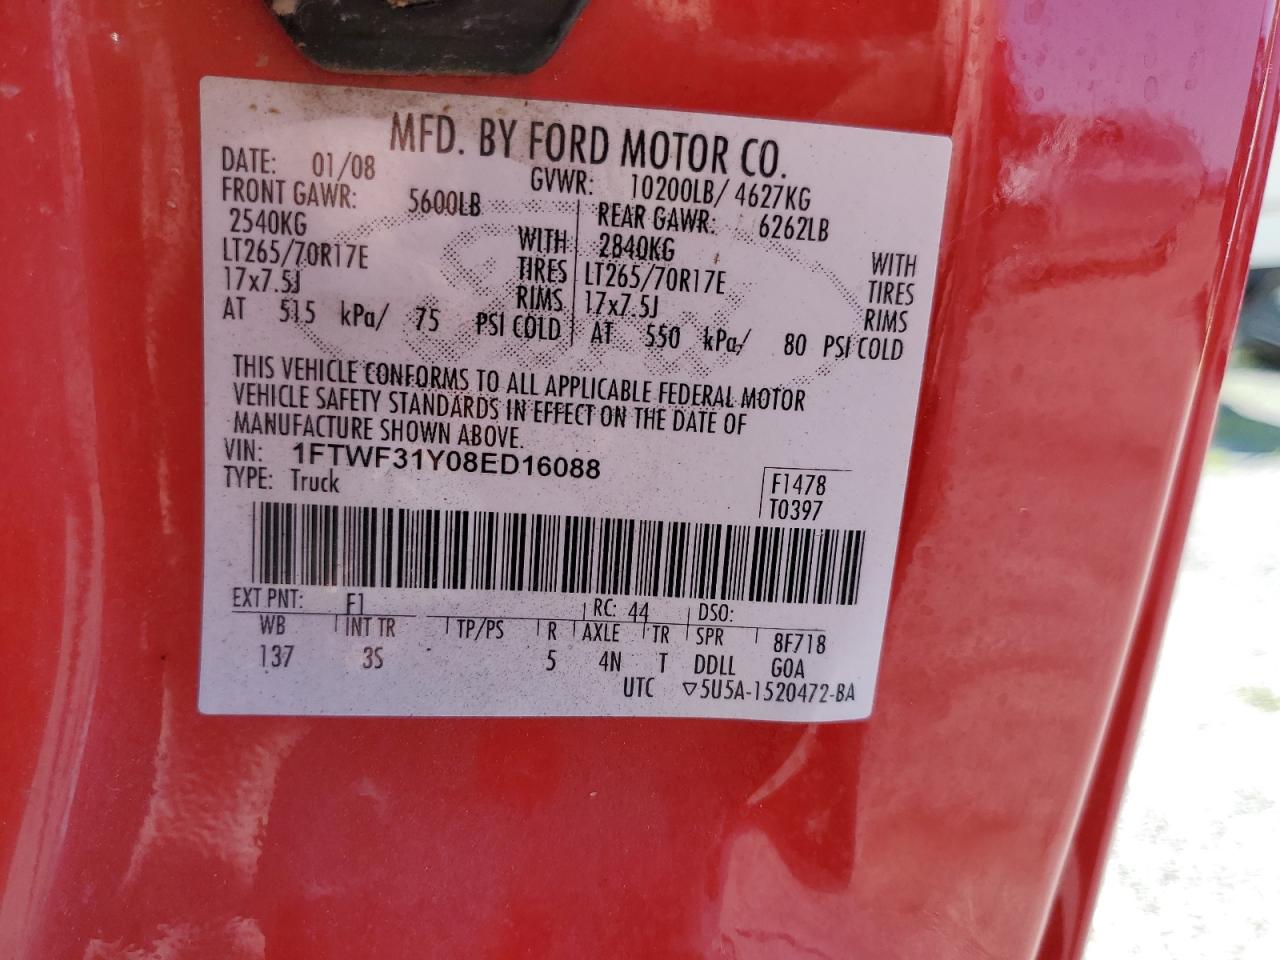 MFD. BY FORD MOTOR CO.
DATE: 01/08 GVWR: 10200LB/ 4627KG
FRONT GAWR: 5600LB REAR GAWR: 6262LB
2540KG WITH 2840KG WITH
LT265/70R17E TIRES LT265/70R17E TIRES
17x7.5J RIMS 17x7.5J RIMS
AT 515 kPa/ 75 PSI COLD AT 550 kPa/ 80 PSI COLD
THIS VEHICLE CONFORMS TO ALL APPLICABLE FEDERAL MOTOR
VEHICLE SAFETY STANDARDS IN EFFECT ON THE DATE OF
MANUFACTURE SHOWN ABOVE.
VIN: 1FTWF31Y08ED16088
TYPE: Truck
F1478
T0397
EXT PNT: F1 RC: 44 DSO:
WB INT TR TP/PS R AXLE TR SPR 8F718
137 3S 5 4N T DDLL GOA
UTC ▽5U5A-1520472-BA